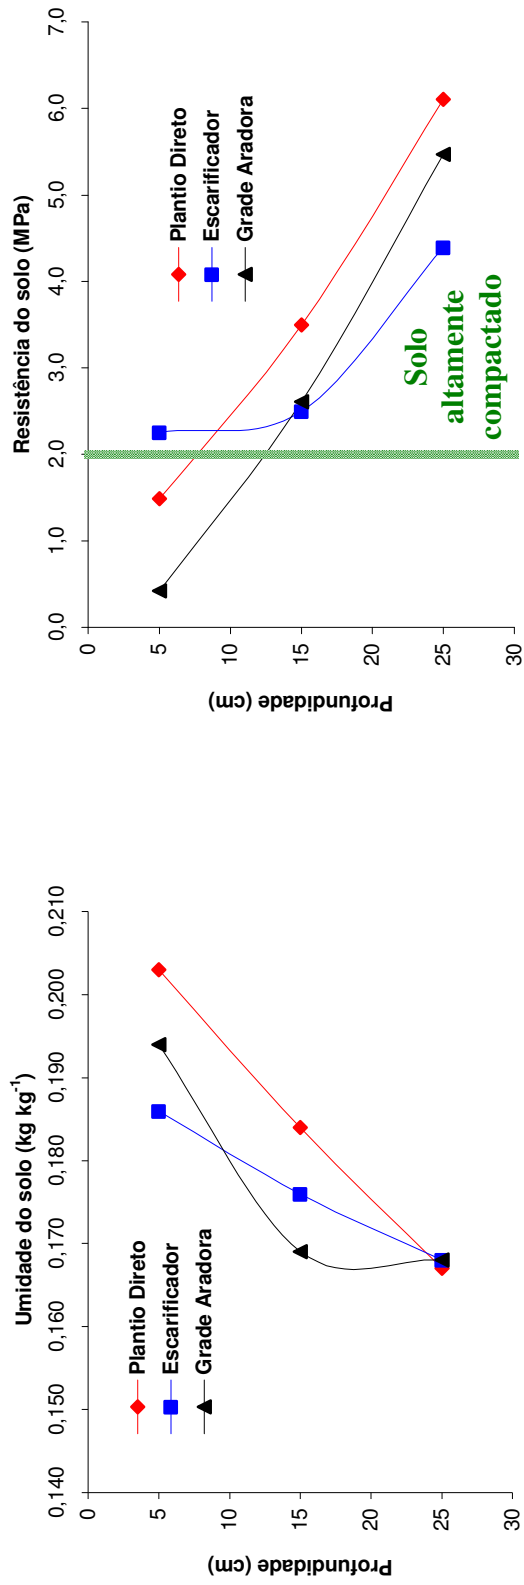 Umidade do solo (kg kg⁻¹)
0,140 0,150 0,160 0,170 0,180 0,190 0,200 0,210
0
5
10
15
20
25
30
Profundidade (cm)
Plantio Direto
Escarificador
Grade Aradora
Resistência do solo (MPa)
0,0 1,0 2,0 3,0 4,0 5,0 6,0 7,0
0
5
10
15
20
25
30
Profundidade (cm)
Plantio Direto
Escarificador
Grade Aradora
Solo
altamente
compactado